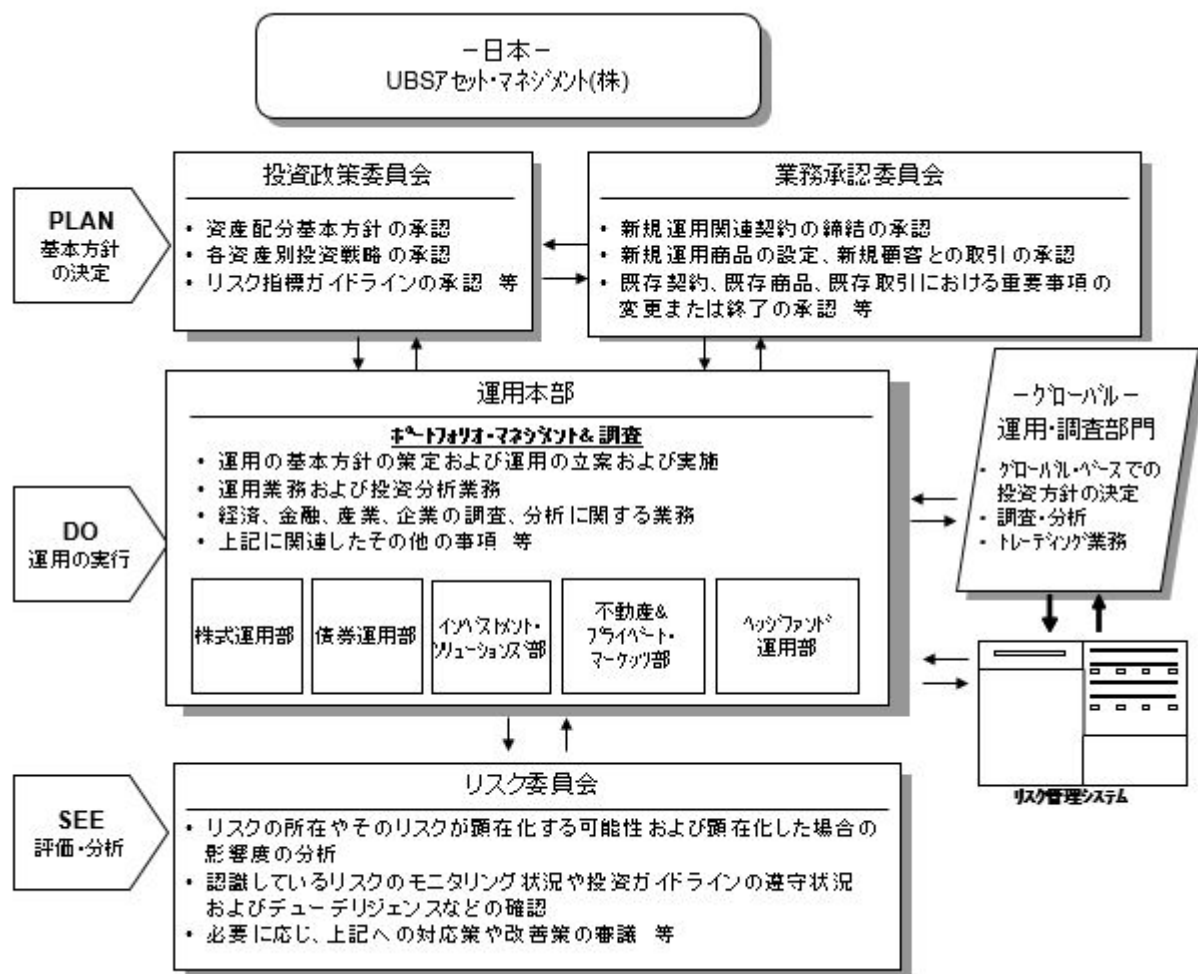 －日本－
UBSアセット・マネジメント(株)
投資政策委員会
• 資産配分基本方針の承認
• 各資産別投資戦略の承認
• リスク指標ガイドラインの承認 等
業務承認委員会
• 新規運用関連契約の締結の承認
• 新規運用商品の設定、新規顧客との取引の承認
• 既存契約、既存商品、既存取引における重要事項の
変更または終了の承認 等
PLAN
基本方針
の決定
運用本部
ポートフォリオ・マネジメント＆調査
• 運用の基本方針の策定および運用の立案および実施
• 運用業務および投資分析業務
• 経済、金融、産業、企業の調査、分析に関する業務
• 上記に関連したその他の事項 等
株式運用部
債券運用部
インベストメント・
ソリューションズ部
不動産&
プライベート・
マーケッツ部
ヘッジファンド
運用部
DO
運用の実行
－グローバル－
運用・調査部門
• グローバル・ベースでの
投資方針の決定
• 調査・分析
• トレーディング業務
リスク管理システム
SEE
評価・分析
リスク委員会
• リスクの所在やそのリスクが顕在化する可能性および顕在化した場合の
影響度の分析
• 認識しているリスクのモニタリング状況や投資ガイドラインの遵守状況
およびデューデリジェンスなどの確認
• 必要に応じ、上記への対応策や改善策の審議 等